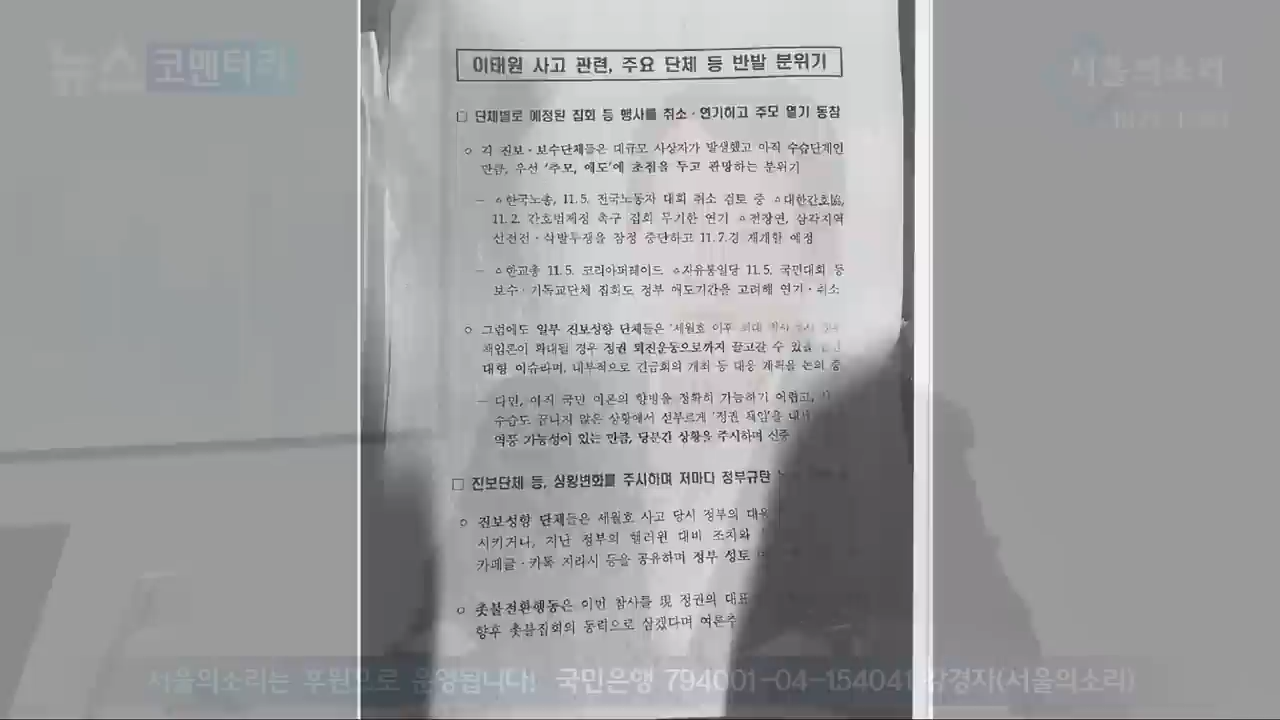 뉴스 코멘터리
서울의소리
이태원 사고 관련, 주요 단체 등 반발 분위기
□ 단체별로 예정된 집회 등 행사를 취소·연기하고 추모 열기 동참
○ 각 진보·보수단체들은 대규모 사상자가 발생했고 아직 수습단계인
만큼, 우선 '추모, 애도'에 초점을 두고 관망하는 분위기
- ㅇ한국노총, 11.5. 전국노동자 대회 취소 검토 중 ㅇ대한간호協,
11.2. 간호법제정 촉구 집회 무기한 연기 ㅇ전장연, 삼각지역
선전전·삭발투쟁을 잠정 중단하고 11.7.경 재개할 예정
- ㅇ한교총 11.5. 코리아퍼레이드 ㅇ자유통일당 11.5. 국민대회 등
보수·기독교단체 집회도 정부 애도기간을 고려해 연기·취소
○ 그럼에도 일부 진보성향 단체들은 '세월호 이후 최대 참사
책임론이 확대될 경우 정권 퇴진운동으로까지 끌고갈 수 있을
대형 이슈라며, 내부적으로 긴급회의 개최 등 대응 계획을 논의 중
- 다만, 아직 국민 여론의 향방을 정확히 가늠하기 어렵고,
수습도 끝나지 않은 상황에서 섣부르게 '정권 책임'을
역풍 가능성이 있는 만큼, 당분간 상황을 주시하며 신중
□ 진보단체 등, 상황변화를 주시하며 저마다 정부규탄
○ 진보성향 단체들은 세월호 사고 당시 정부의
시키거나, 지난 정부의 핼러윈 대비 조치와
카페글·카톡 지라시 등을 공유하며 정부 성토
○ 촛불전환행동은 이번 참사를 現 정권의 대표
향후 촛불집회의 동력으로 삼겠다며
서울의소리는 후원으로 운영됩니다! 국민은행 794001-04-154041 강경자(서울의소리)